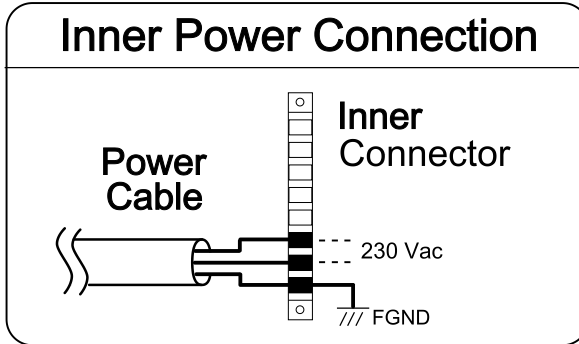 Inner Power Connection
Inner
Connector
Power
Cable
230 Vac
FGND